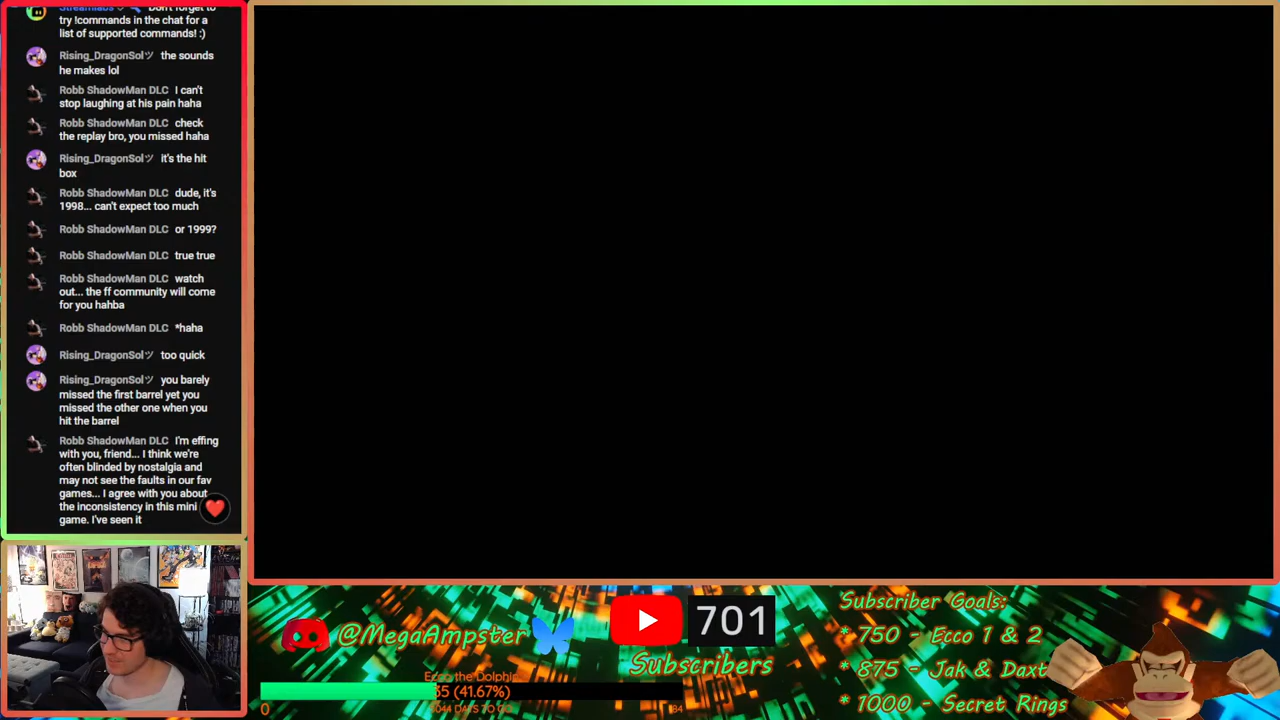 Streamlabs Don't forget to
try !commands in the chat for a
list of supported commands! :)
Rising_DragonSolツ the sounds
he makes lol
Robb ShadowMan DLC I can't
stop laughing at his pain haha
Robb ShadowMan DLC check
the replay bro, you missed haha
Rising_DragonSolツ it's the hit
box
Robb ShadowMan DLC dude, it's
1998... can't expect too much
Robb ShadowMan DLC or 1999?
Robb ShadowMan DLC true true
Robb ShadowMan DLC watch
out... the ff community will come
for you hahba
Robb ShadowMan DLC *haha
Rising_DragonSolツ too quick
Rising_DragonSolツ you barely
missed the first barrel yet you
missed the other one when you
hit the barrel
Robb ShadowMan DLC I'm effing
with you, friend... I think we're
often blinded by nostalgia and
may not see the faults in our fav
games... I agree with you about
the inconsistency in this mini
game. I've seen it
@MegaAmpster
701
Subscribers
Ecco the Dolphin
35 (41.67%)
0
84
Subscriber Goals:
* 750 - Ecco 1 & 2
* 875 - Jak & Daxt
* 1000 - Secret Rings